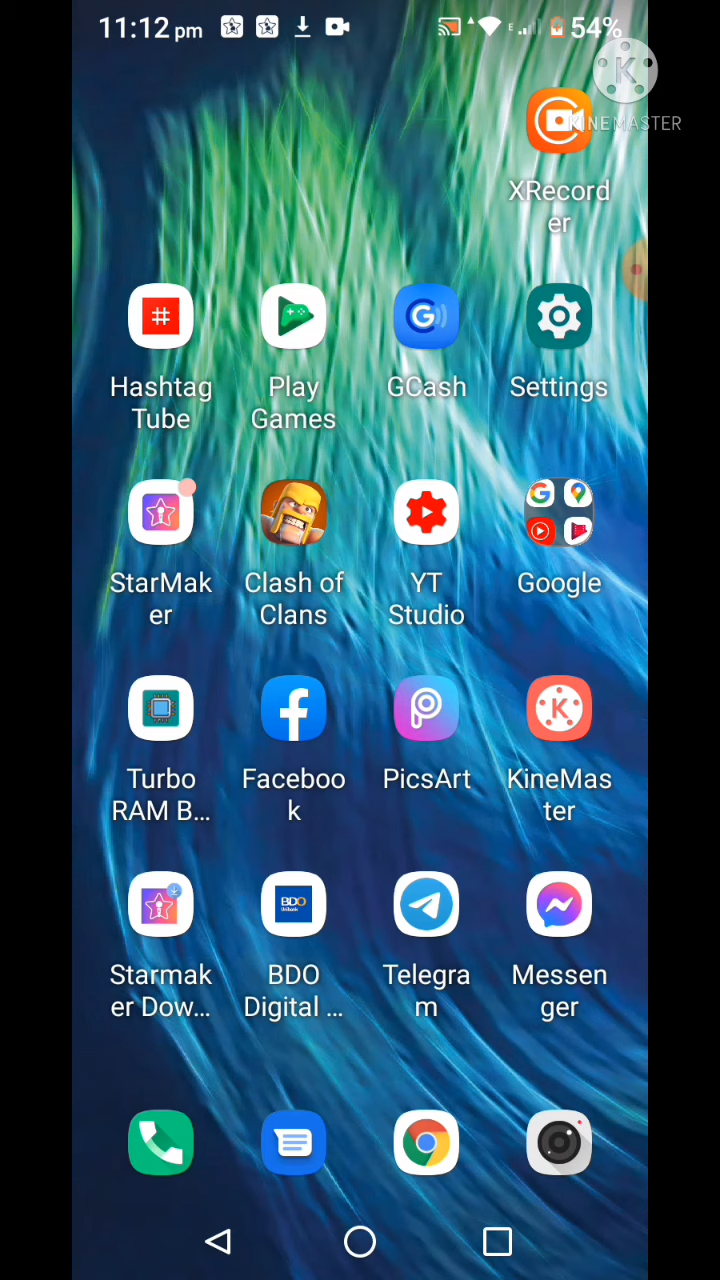 11:12 pm
E
54%
KINEMASTER
XRecord
er
Hashtag
Tube
Play
Games
GCash
Settings
StarMak
er
Clash of
Clans
YT
Studio
Google
Turbo
RAM B...
Faceboo
k
PicsArt
KineMas
ter
Starmak
er Dow...
BDO
BDO
Digital ...
Telegra
m
Messen
ger